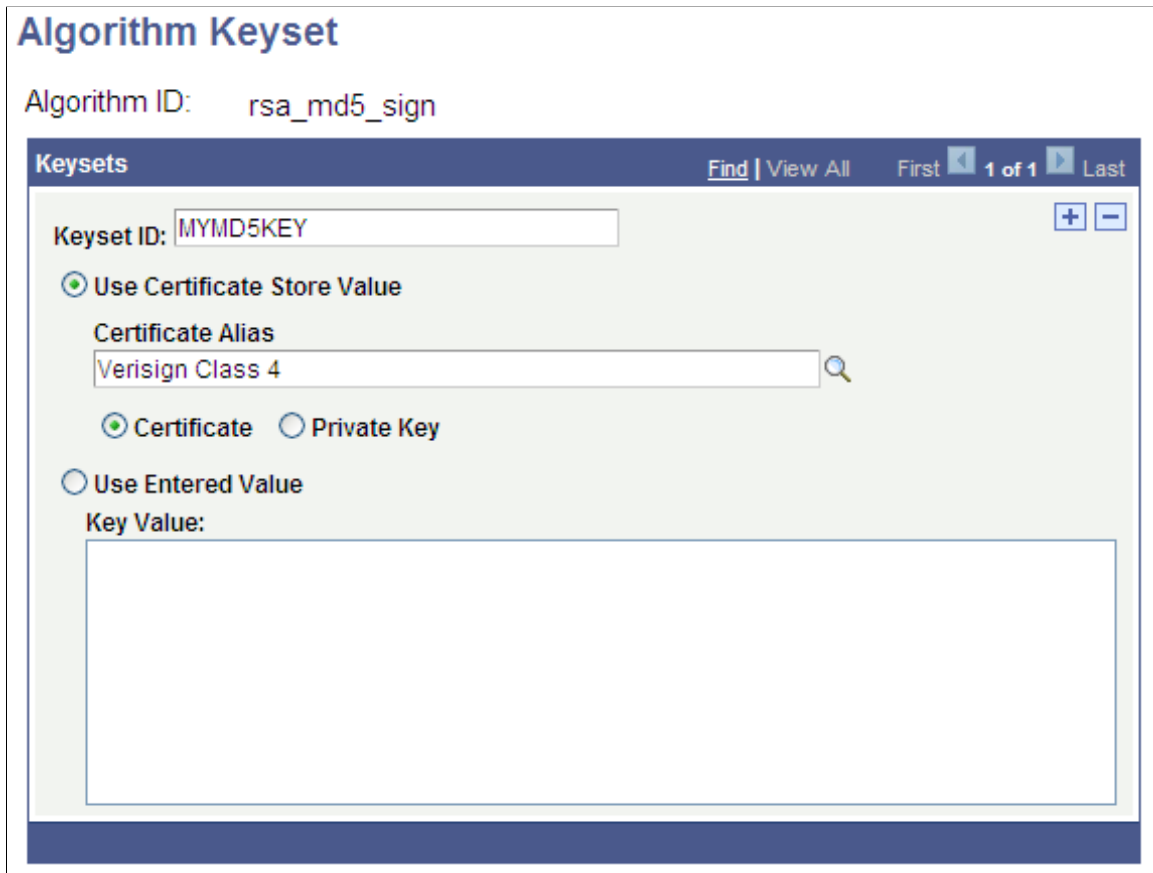 Algorithm Keyset
Algorithm ID: rsa_md5_sign
Keysets Find | View All First 1 of 1 Last
Keyset ID: MYMD5KEY
Use Certificate Store Value
Certificate Alias
Verisign Class 4
Certificate Private Key
Use Entered Value
Key Value: